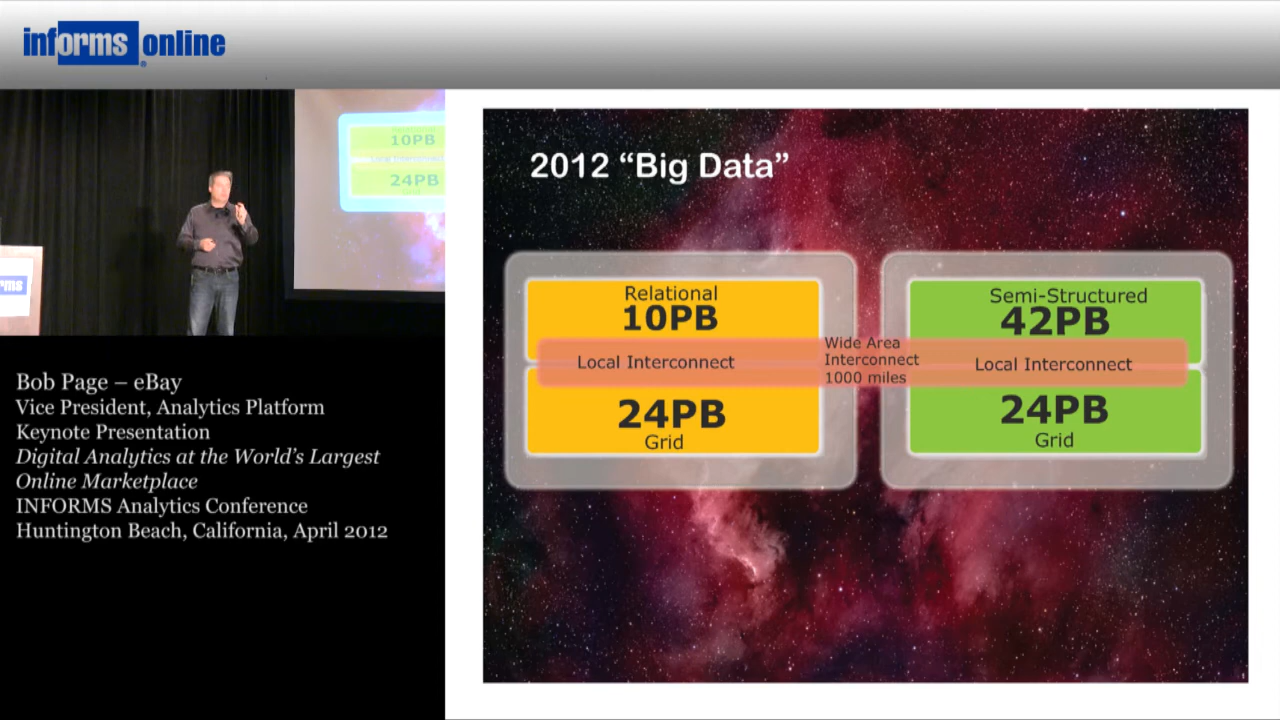 informs online
10PB
24PB
rms
Bob Page – eBay
Vice President, Analytics Platform
Keynote Presentation
Digital Analytics at the World's Largest
Online Marketplace
INFORMS Analytics Conference
Huntington Beach, California, April 2012
2012 “Big Data”
Relational
10PB
Local Interconnect
24PB
Grid
Wide Area
Interconnect
1000 miles
Semi-Structured
42PB
Local Interconnect
24PB
Grid